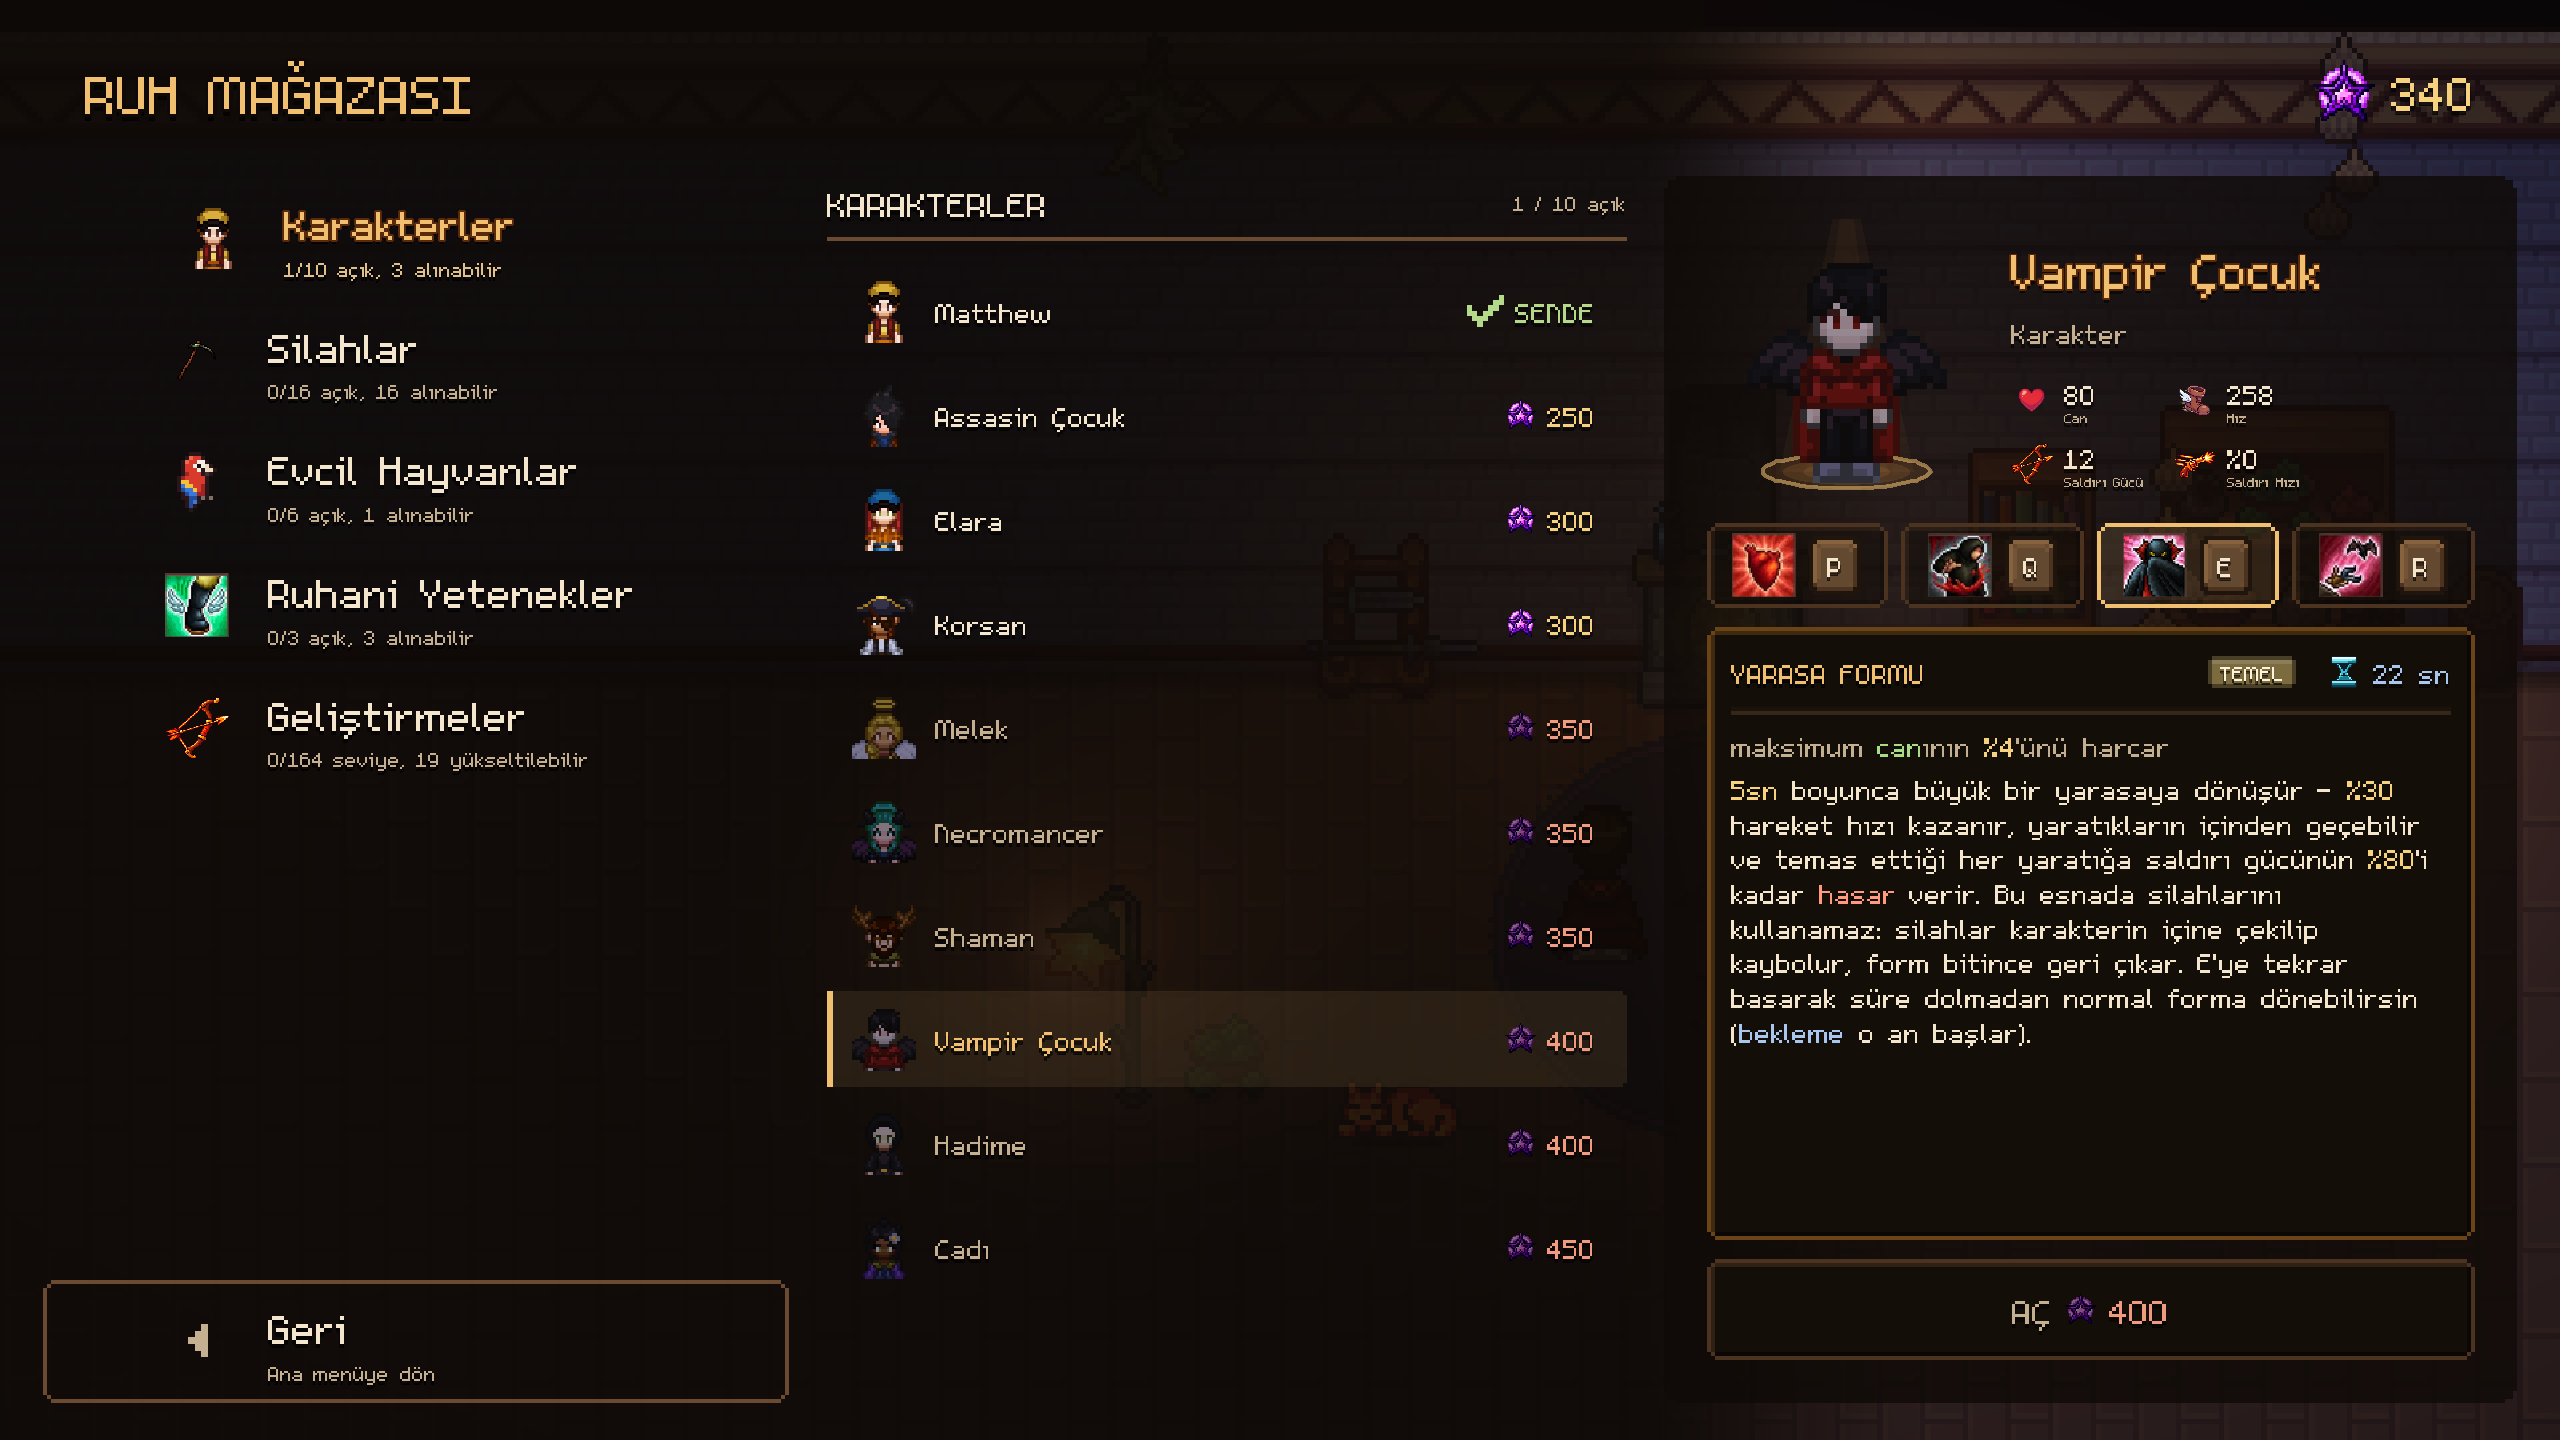 RUH MAĞAZASI
340
Karakterler
1/10 açık, 3 alınabilir
Silahlar
0/16 açık, 16 alınabilir
Evcil Hayvanlar
0/6 açık, 1 alınabilir
Ruhani Yetenekler
0/3 açık, 3 alınabilir
Geliştirmeler
0/164 seviye, 19 yükseltilebilir
Geri
Ana menüye dön
KARAKTERLER
1 / 10 açık
Matthew SENDE
Assasin Çocuk 250
Elara 300
Korsan 300
Melek 350
Necromancer 350
Shaman 350
Vampir Çocuk 400
Hadime 400
Cadı 450
Vampir Çocuk
Karakter
80 258
Can Hız
12 %0
Saldırı Gücü Saldırı Hızı
P Q E R
YARASA FORMU TEMEL 22 sn
maksimum canının %4'ünü harcar
5sn boyunca büyük bir yarasaya dönüşür - %30
hareket hızı kazanır, yaratıkların içinden geçebilir
ve temas ettiği her yaratığa saldırı gücünün %80'i
kadar hasar verir. Bu esnada silahlarını
kullanamaz: silahlar karakterin içine çekilip
kaybolur, form bitince geri çıkar. E'ye tekrar
basarak süre dolmadan normal forma dönebilirsin
(bekleme o an başlar).
AÇ 400